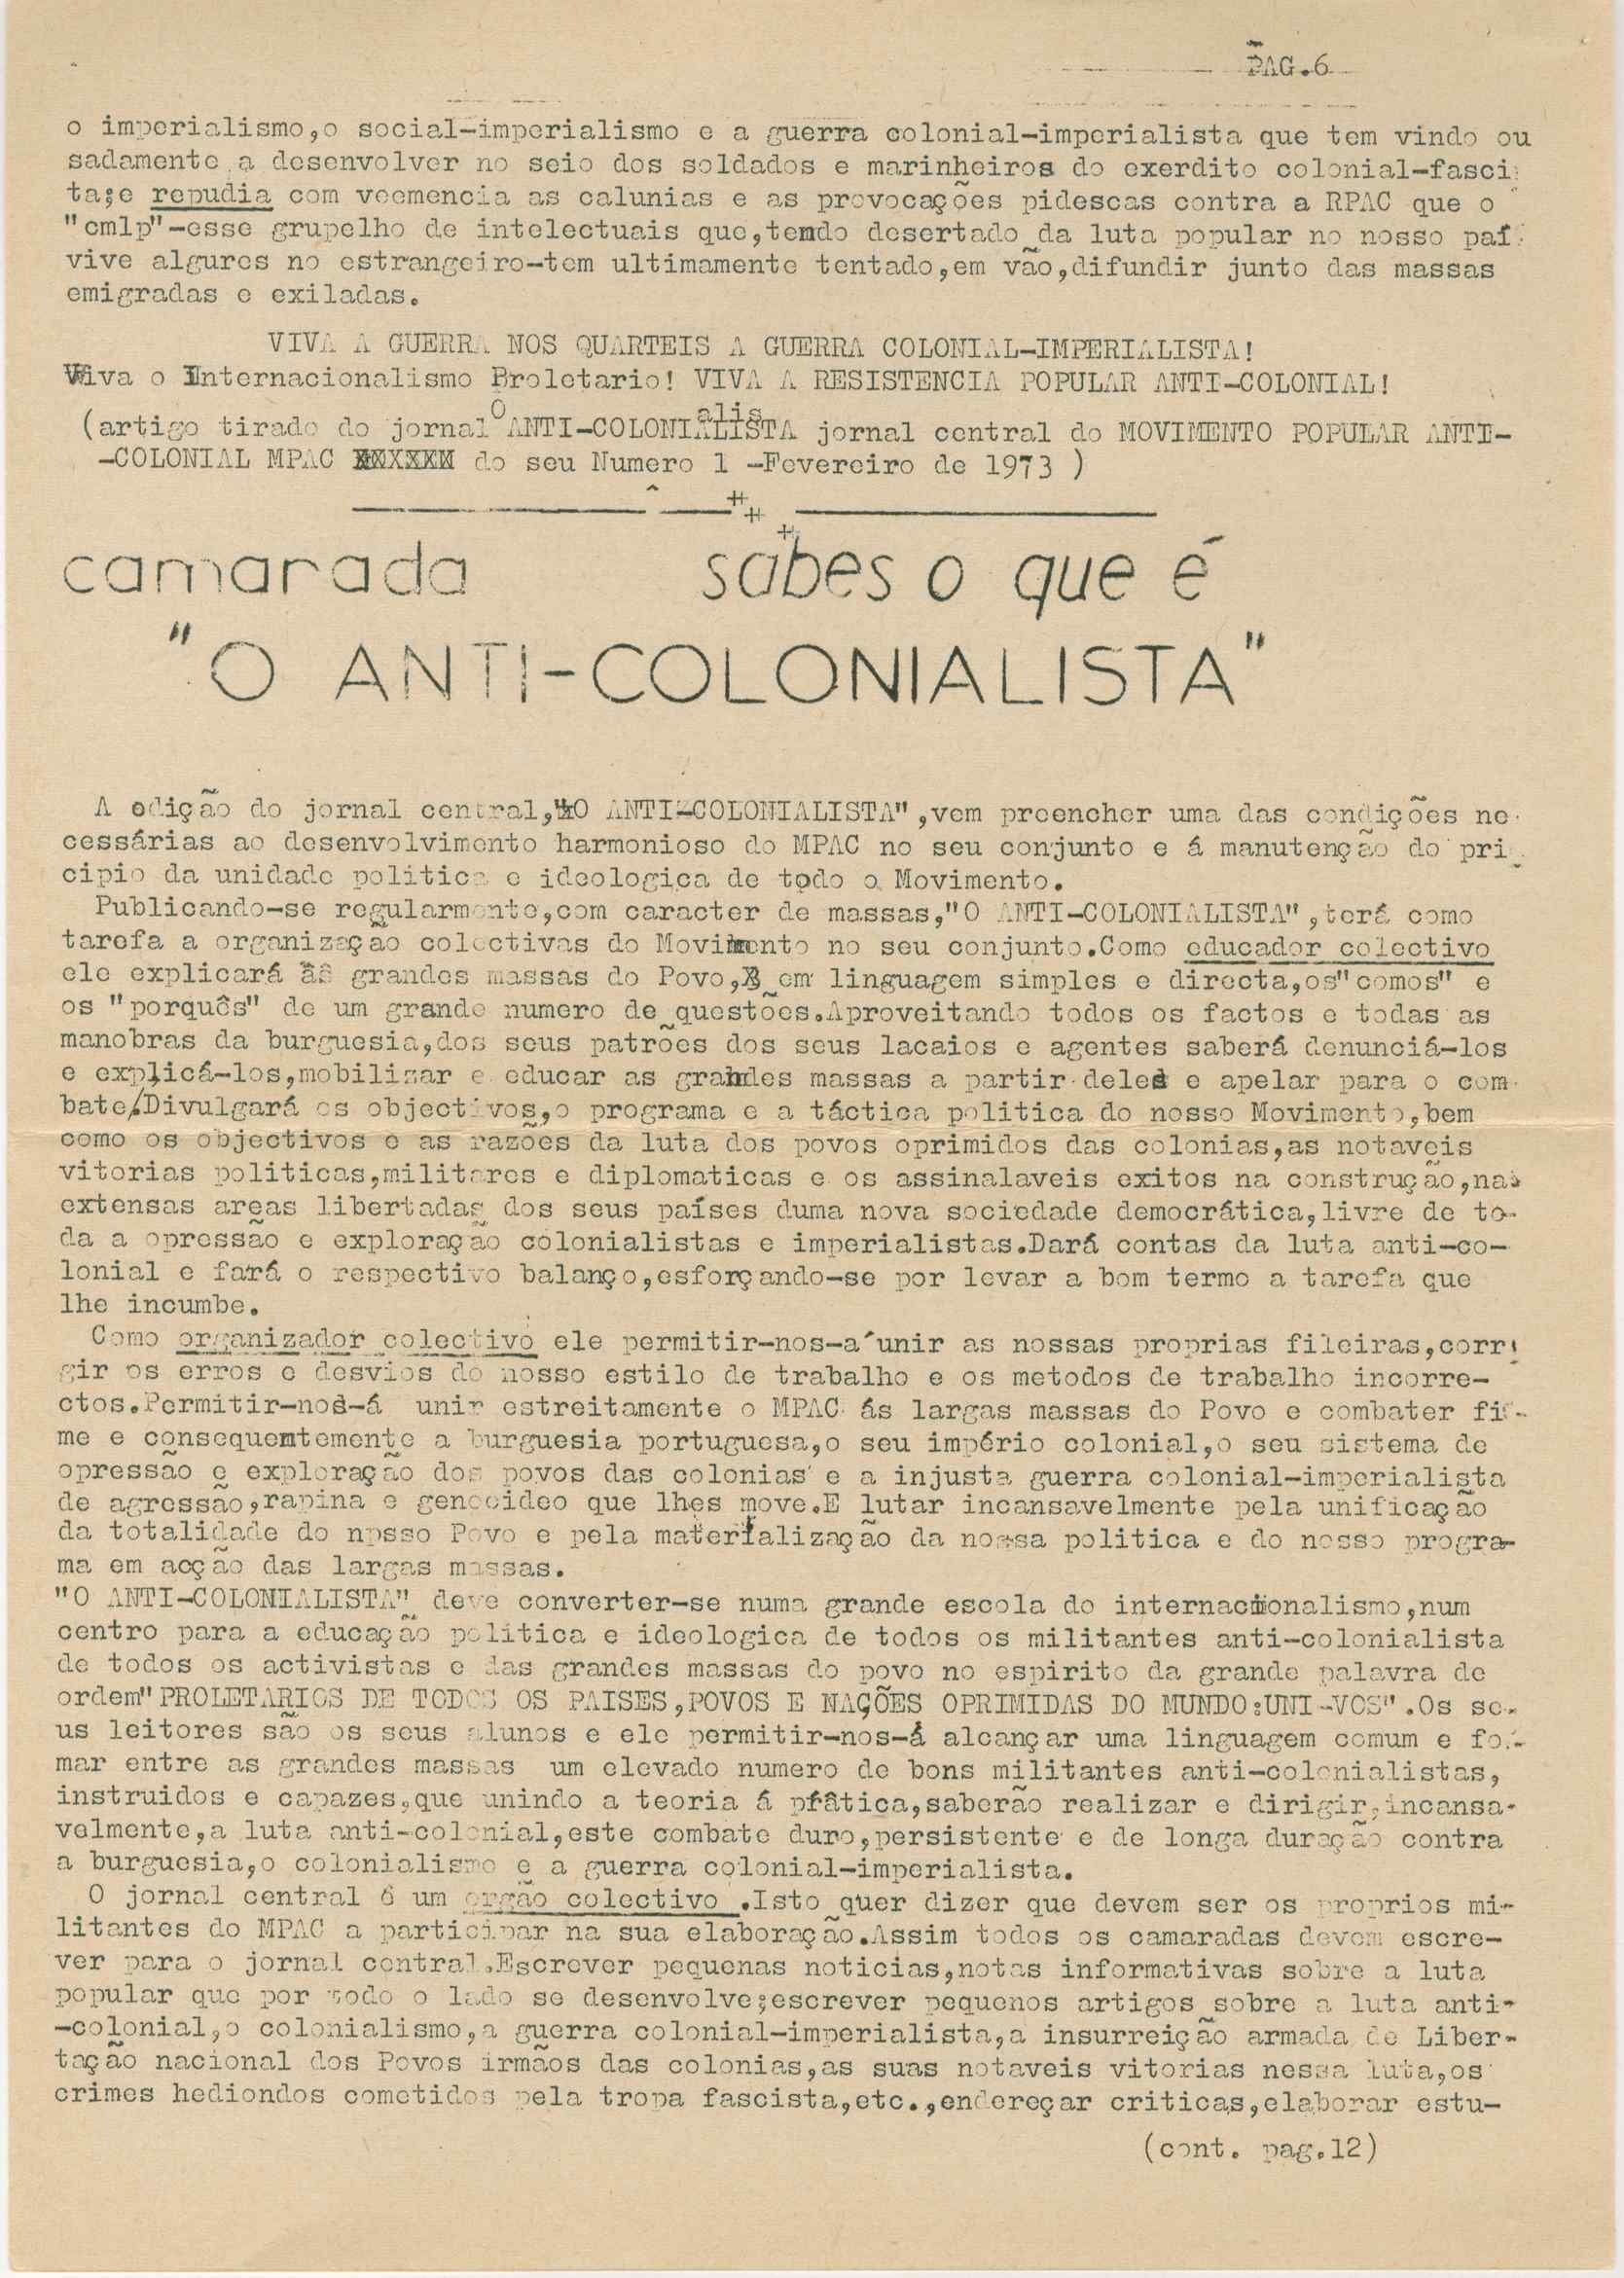 PAG.6
o imperialismo,o social-imperialismo e a guerra colonial-imperialista que tem vindo ou
sadamente a desenvolver no seio dos soldados e marinheiros do exerdito colonial-fasci
ta;e repudia com veemencia as calunias e as provocações pidescas contra a RPAC que o
"cmlp"-esse grupelho de intelectuais que,tendo desertado da luta popular no nosso paí
vive algures no estrangeiro-tem ultimamente tentado,em vão,difundir junto das massas
emigradas e exiladas.
VIVA A GUERRA NOS QUARTEIS A GUERRA COLONIAL-IMPERIALISTA!
Viva o Internacionalismo Broletario! VIVA A RESISTENCIA POPULAR ANTI-COLONIAL!
(artigo tirado do jornal O ANTI-COLONIALISTA jornal central do MOVIMENTO POPULAR ANTI-
-COLONIAL MPAC do seu Numero 1 -Fevereiro de 1973 )
camarada sabes o que é
"O ANTI-COLONIALISTA"
A edição do jornal central,"O ANTI-COLONIALISTA",vem preencher uma das condições ne
cessárias ao desenvolvimento harmonioso do MPAC no seu conjunto e á manutenção do pri
cipio da unidade politica e ideologica de todo o Movimento.
Publicando-se regularmente,com caracter de massas,"O ANTI-COLONIALISTA",terá como
tarefa a organização colectivas do Movimento no seu conjunto.Como educador colectivo
ele explicará ãs grandes massas do Povo, em linguagem simples e directa,os"comos" e
os "porquês" de um grande numero de questões.Aproveitando todos os factos e todas as
manobras da burguesia,dos seus patrões dos seus lacaios e agentes saberá denunciá-los
e explicá-los,mobilizar e educar as grandes massas a partir deles e apelar para o com
bate.Divulgará os objectivos,o programa e a táctica politica do nosso Movimento,bem
como os objectivos e as razões da luta dos povos oprimidos das colonias,as notaveis
vitorias politicas,militares e diplomaticas e os assinalaveis exitos na construção,nas
extensas areas libertadas dos seus países duma nova sociedade democrática,livre de to-
da a opressão e exploração colonialistas e imperialistas.Dará contas da luta anti-co-
lonial e fará o respectivo balanço,esforçando-se por levar a bom termo a tarefa que
lhe incumbe.
Como organizador colectivo ele permitir-nos-a´unir as nossas proprias fileiras,corri
gir os erros e desvios do nosso estilo de trabalho e os metodos de trabalho incorre-
ctos.Permitir-nos-á unir estreitamente o MPAC ás largas massas do Povo e combater fir-
me e consequentemente a burguesia portuguesa,o seu império colonial,o seu sistema de
opressão e exploração dos povos das colonias e a injusta guerra colonial-imperialista
de agressão,rapina e genocideo que lhes move.E lutar incansavelmente pela unificação
da totalidade do nosso Povo e pela materialização da nossa politica e do nosso progra-
ma em acção das largas massas.
"O ANTI-COLONIALISTA" deve converter-se numa grande escola do internacionalismo,num
centro para a educação politica e ideologica de todos os militantes anti-colonialista
de todos os activistas e das grandes massas do povo no espirito da grande palavra de
ordem"PROLETARIOS DE TODOS OS PAISES,POVOS E NAÇÕES OPRIMIDAS DO MUNDO:UNI-VOS".Os se-
us leitores são os seus alunos e ele permitir-nos-á alcançar uma linguagem comum e for-
mar entre as grandes massas um elevado numero de bons militantes anti-colonialistas,
instruidos e capazes,que unindo a teoria á prâtica,saberão realizar e dirigir,incansa-
velmente,a luta anti-colonial,este combate duro,persistente e de longa duração contra
a burguesia,o colonialismo e a guerra colonial-imperialista.
O jornal central é um orgão colectivo .Isto quer dizer que devem ser os proprios mi-
litantes do MPAC a participar na sua elaboração.Assim todos os camaradas devem escre-
ver para o jornal central.Escrever pequenas noticias,notas informativas sobre a luta
popular que por todo o lado se desenvolve;escrever pequenos artigos sobre a luta anti-
-colonial,o colonialismo,a guerra colonial-imperialista,a insurreição armada de Liber-
tação nacional dos Povos irmãos das colonias,as suas notaveis vitorias nessa luta,os
crimes hediondos cometidos pela tropa fascista,etc.,endereçar criticas,elaborar estu-
(cont. pag.12)